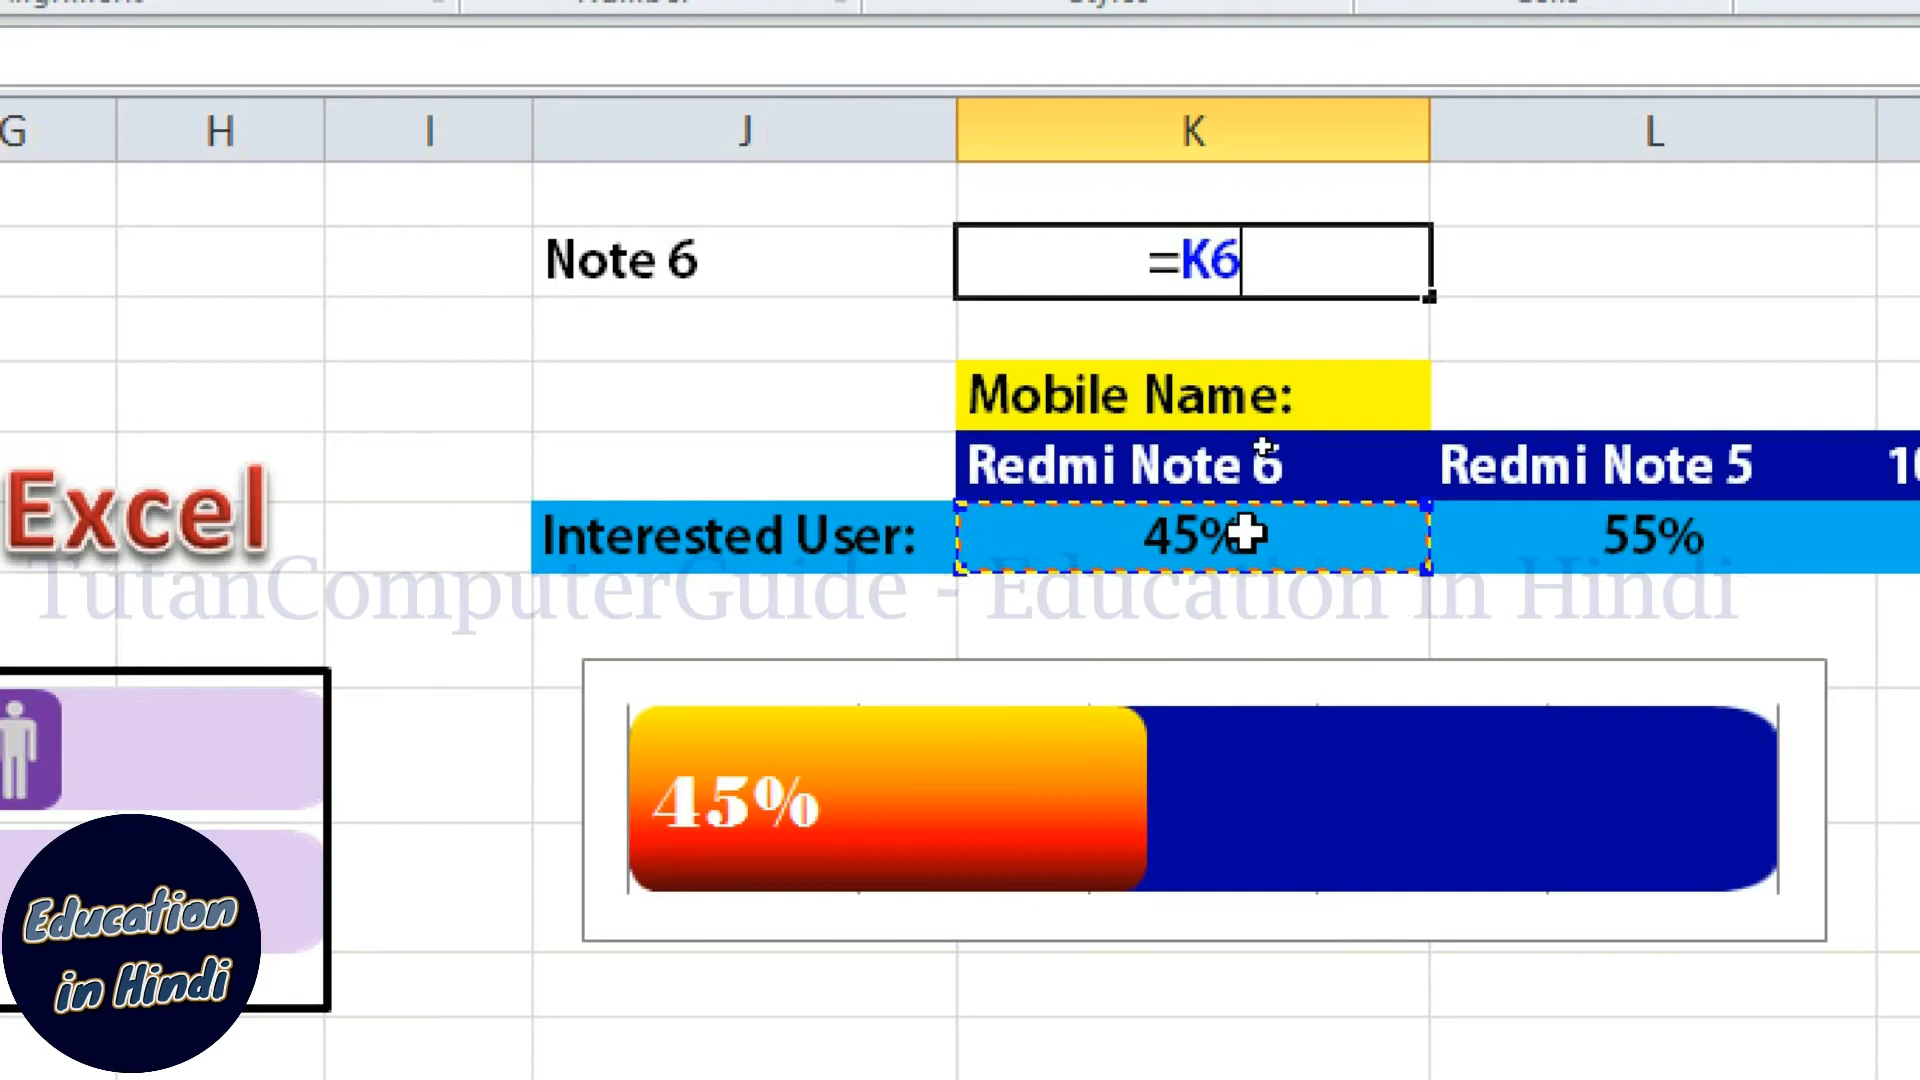 G H I J K L
Note 6 =K6
Mobile Name:
Redmi Note 6 Redmi Note 5
Excel
Interested User: 45% 55%
TutanComputerGuide - Education in Hindi
45%
Education
in Hindi